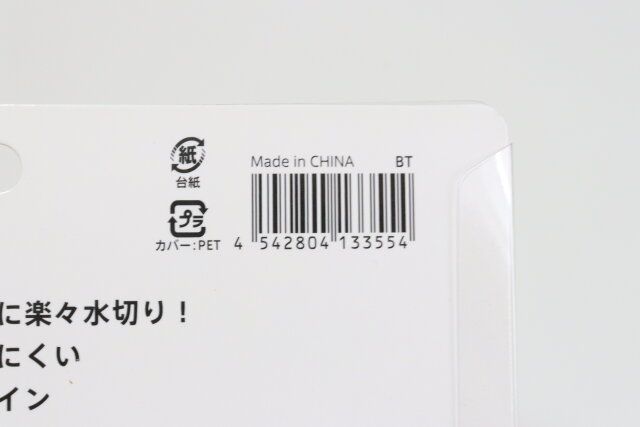 紙
台紙
Made in CHINA BT
プラ
カバー:PET
4 542804 133554
に楽々水切り!
にくい
イン